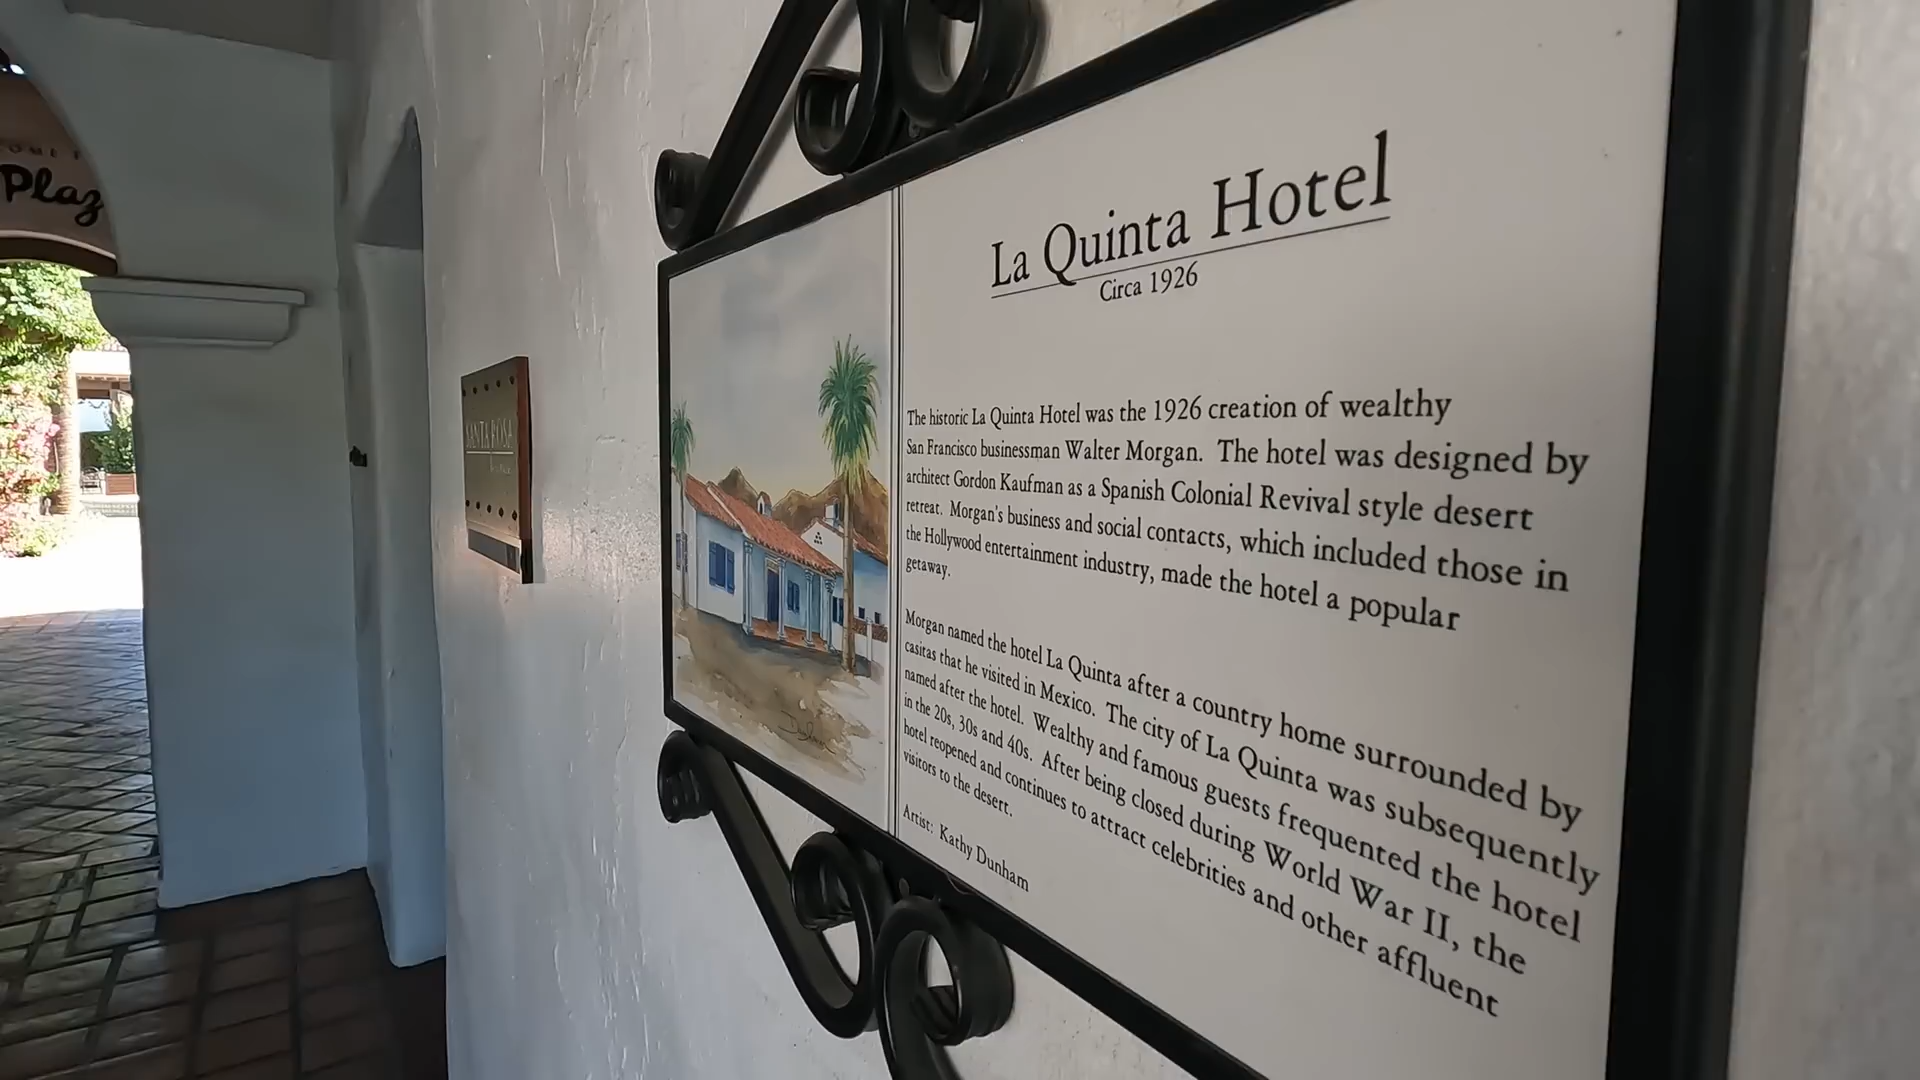 Plaz
SANTA ROSA
La Quinta Hotel
Circa 1926
The historic La Quinta Hotel was the 1926 creation of wealthy
San Francisco businessman Walter Morgan. The hotel was designed by
architect Gordon Kaufman as a Spanish Colonial Revival style desert
retreat. Morgan's business and social contacts, which included those in
the Hollywood entertainment industry, made the hotel a popular
getaway.
Morgan named the hotel La Quinta after a country home surrounded by
casitas that he visited in Mexico. The city of La Quinta was subsequently
named after the hotel. Wealthy and famous guests frequented the hotel
in the 20s, 30s and 40s. After being closed during World War II, the
hotel reopened and continues to attract celebrities and other affluent
visitors to the desert.
Artist: Kathy Dunham
Dunham